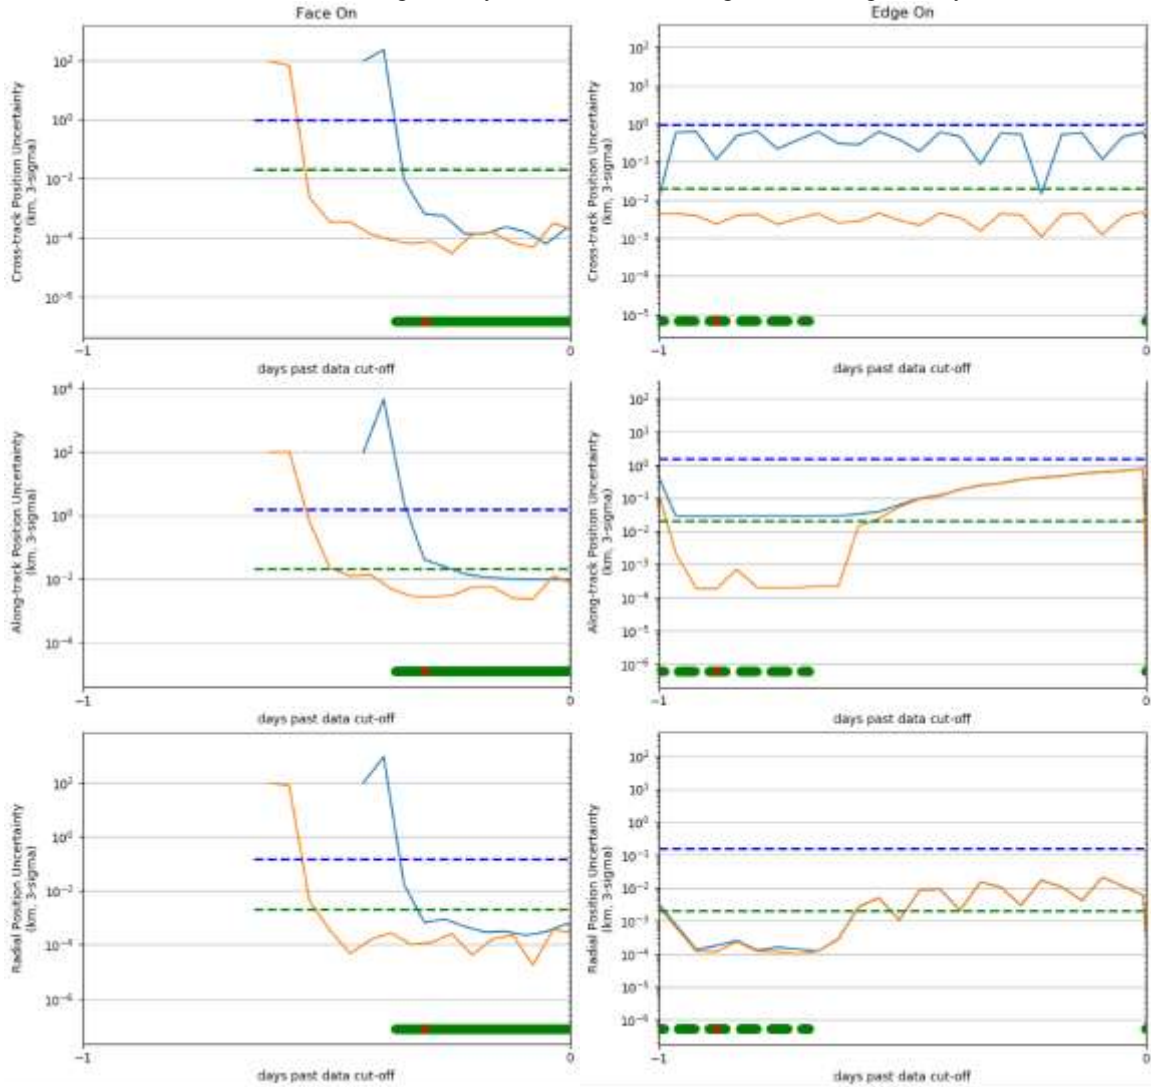 Face On
Edge On
Cross-track Position Uncertainty
(km, 3-sigma)
10²
10⁰
10⁻²
10⁻⁴
10⁻⁶
−1
0
days past data cut-off
Cross-track Position Uncertainty
(km, 3-sigma)
10²
10¹
10⁰
10⁻¹
10⁻²
10⁻³
10⁻⁴
10⁻⁵
−1
0
days past data cut-off
Along-track Position Uncertainty
(km, 3-sigma)
10⁴
10²
10⁰
10⁻²
10⁻⁴
−1
0
days past data cut-off
Along-track Position Uncertainty
(km, 3-sigma)
10²
10¹
10⁰
10⁻¹
10⁻²
10⁻³
10⁻⁴
10⁻⁵
10⁻⁶
−1
0
days past data cut-off
Radial Position Uncertainty
(km, 3-sigma)
10²
10⁰
10⁻²
10⁻⁴
10⁻⁶
−1
0
days past data cut-off
Radial Position Uncertainty
(km, 3-sigma)
10²
10¹
10⁰
10⁻¹
10⁻²
10⁻³
10⁻⁴
10⁻⁵
10⁻⁶
−1
0
days past data cut-off